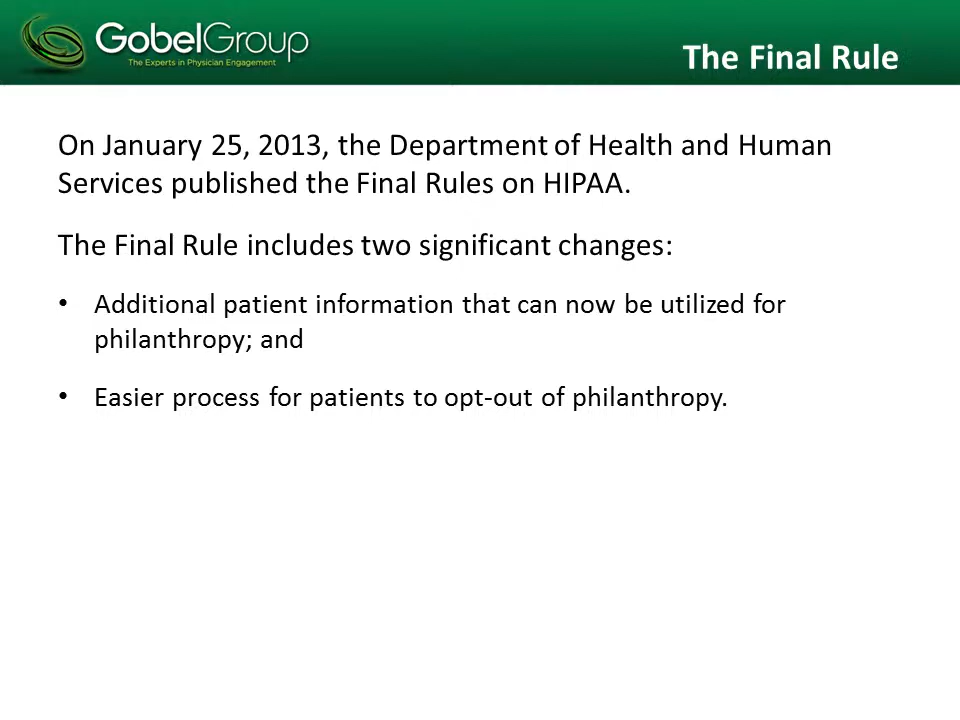 GobelGroup
The Experts in Physician Engagement
The Final Rule
On January 25, 2013, the Department of Health and Human
Services published the Final Rules on HIPAA.
The Final Rule includes two significant changes:
• Additional patient information that can now be utilized for
philanthropy; and
• Easier process for patients to opt-out of philanthropy.